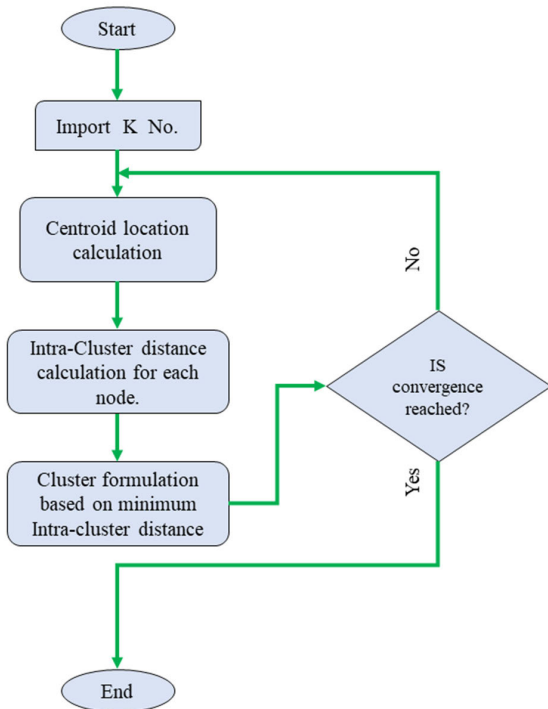 Start
Import K No.
Centroid location
calculation
No
Intra-Cluster distance
calculation for each
node.
IS
convergence
reached?
Cluster formulation
based on minimum
Intra-cluster distance
Yes
End